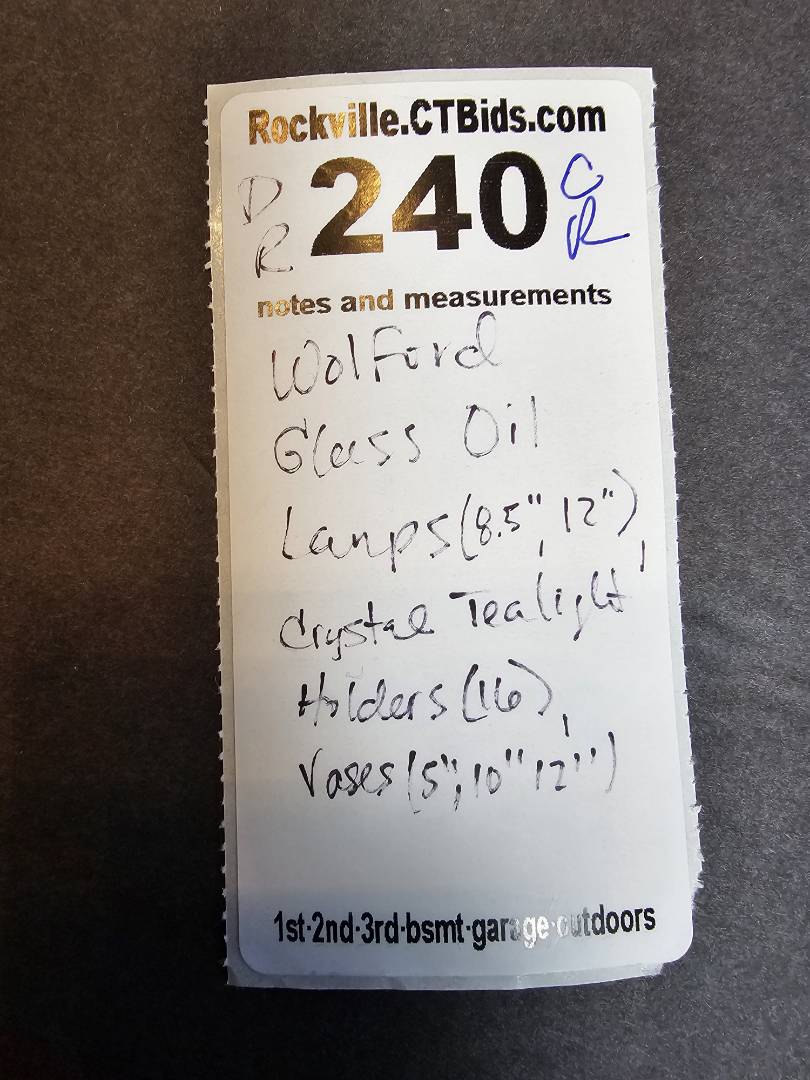 Rockville.CTBids.com
D R 240 C R
notes and measurements
Wolford
Glass Oil
Lamps (8.5", 12"),
Crystal Tealight
Holders (16),
Vases (5", 10" 12")
1st·2nd·3rd·bsmt·garage·outdoors